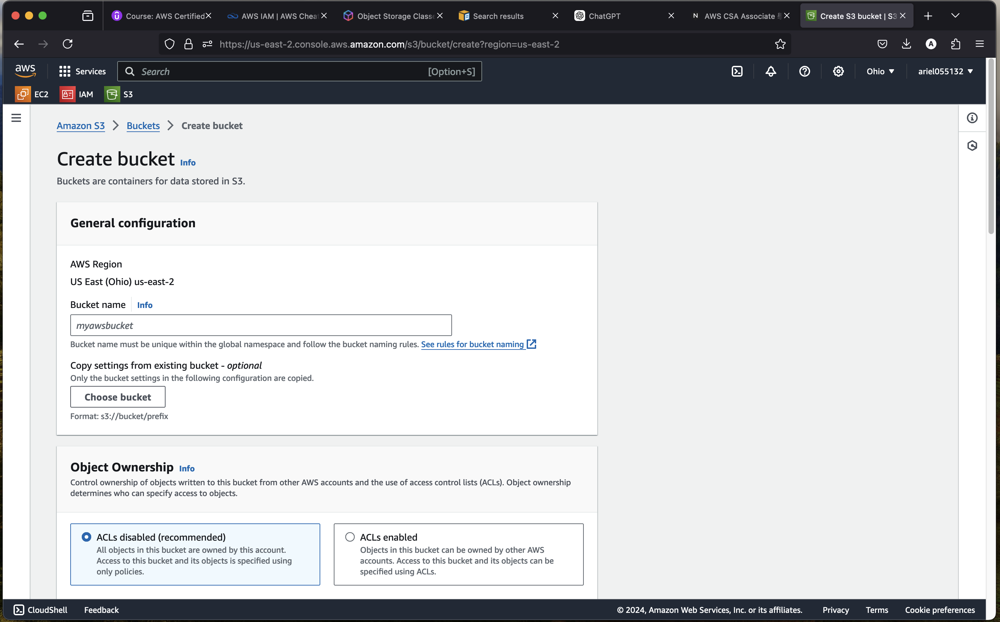 Course: AWS Certified
AWS IAM | AWS Chea
Object Storage Classe
Search results
ChatGPT
N AWS CSA Associate
Create S3 bucket | S3
https://us-east-2.console.aws.amazon.com/s3/bucket/create?region=us-east-2
A
aws
Services
Search
[Option+S]
Ohio
ariel055132
EC2
IAM
S3
Amazon S3 > Buckets > Create bucket
Create bucket Info
Buckets are containers for data stored in S3.
General configuration
AWS Region
US East (Ohio) us-east-2
Bucket name Info
myawsbucket
Bucket name must be unique within the global namespace and follow the bucket naming rules. See rules for bucket naming
Copy settings from existing bucket - optional
Only the bucket settings in the following configuration are copied.
Choose bucket
Format: s3://bucket/prefix
Object Ownership Info
Control ownership of objects written to this bucket from other AWS accounts and the use of access control lists (ACLs). Object ownership
determines who can specify access to objects.
ACLs disabled (recommended)
All objects in this bucket are owned by this account.
Access to this bucket and its objects is specified using
only policies.
ACLs enabled
Objects in this bucket can be owned by other AWS
accounts. Access to this bucket and its objects can be
specified using ACLs.
CloudShell
Feedback
© 2024, Amazon Web Services, Inc. or its affiliates.
Privacy
Terms
Cookie preferences